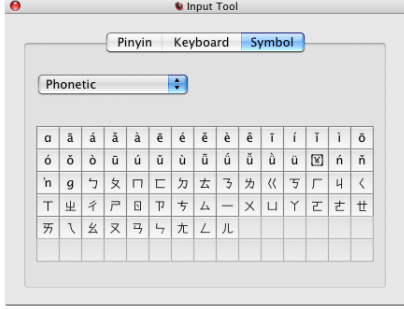 Input Tool
Pinyin Keyboard Symbol
Phonetic
ɑ ā á ǎ à ē é ě è ê ī í ǐ ì ō
ó ǒ ò ū ú ǔ ù ǖ ǘ ǚ ǜ ü ń ň
ǹ ɡ ㄅ ㄆ ㄇ ㄈ ㄉ ㄊ ㄋ ㄌ ㄍ ㄎ ㄏ ㄐ ㄑ
ㄒ ㄓ ㄔ ㄕ ㄖ ㄗ ㄘ ㄙ ㄧ ㄨ ㄩ ㄚ ㄛ ㄜ ㄝ
ㄞ ㄟ ㄠ ㄡ ㄢ ㄣ ㄤ ㄥ ㄦ